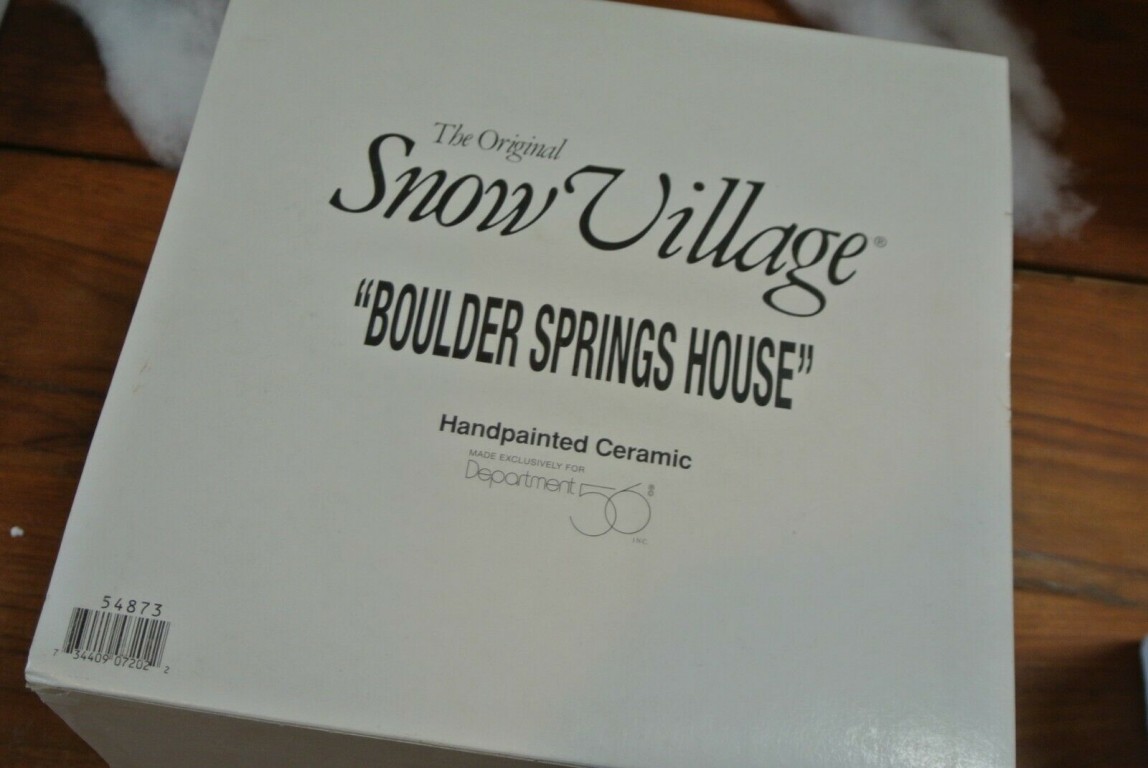 The Original
Snow Village®
“BOULDER SPRINGS HOUSE”
Handpainted Ceramic
MADE EXCLUSIVELY FOR
Department 56®
INC.
54873
7 34409 07202 2